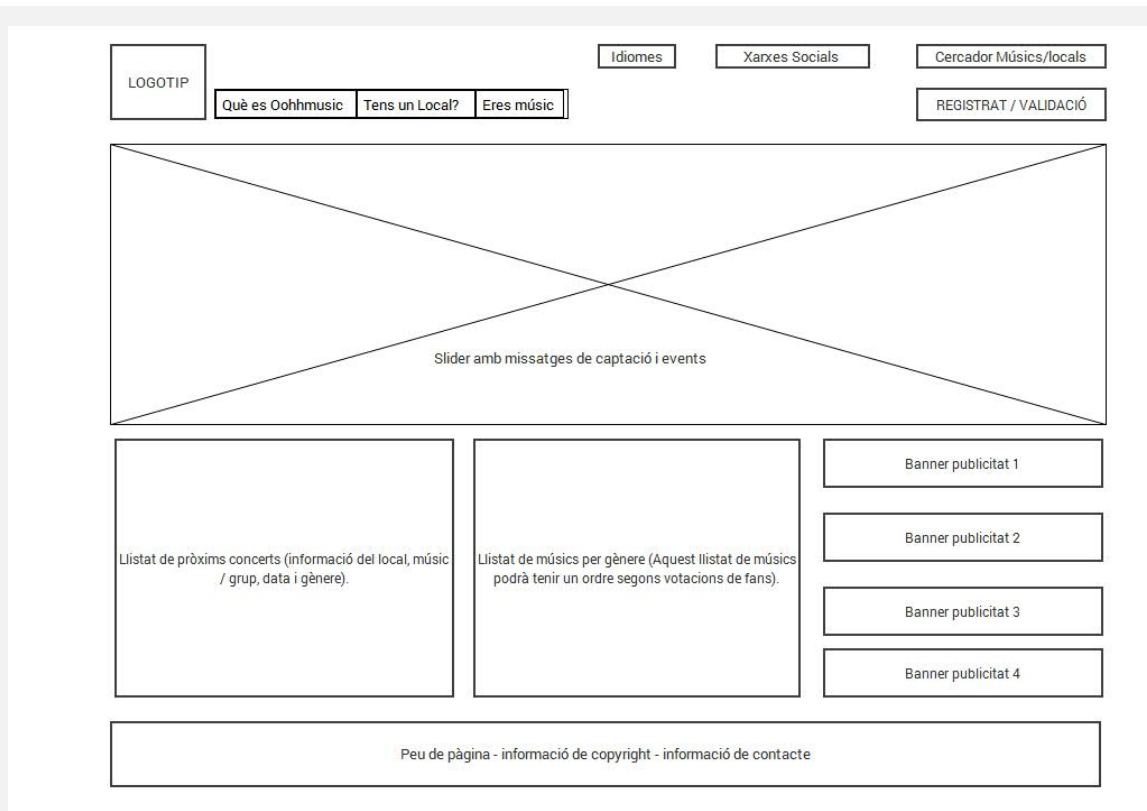 LOGOTIP
Idiomes
Xarxes Socials
Cercador Músics/locals
Què es Oohhmusic
Tens un Local?
Eres músic
REGISTRAT / VALIDACIÓ
Slider amb missatges de captació i events
Llistat de pròxims concerts (informació del local, músic
/ grup, data i gènere).
Llistat de músics per gènere (Aquest llistat de músics
podrà tenir un ordre segons votacions de fans).
Banner publicitat 1
Banner publicitat 2
Banner publicitat 3
Banner publicitat 4
Peu de pàgina - informació de copyright - informació de contacte